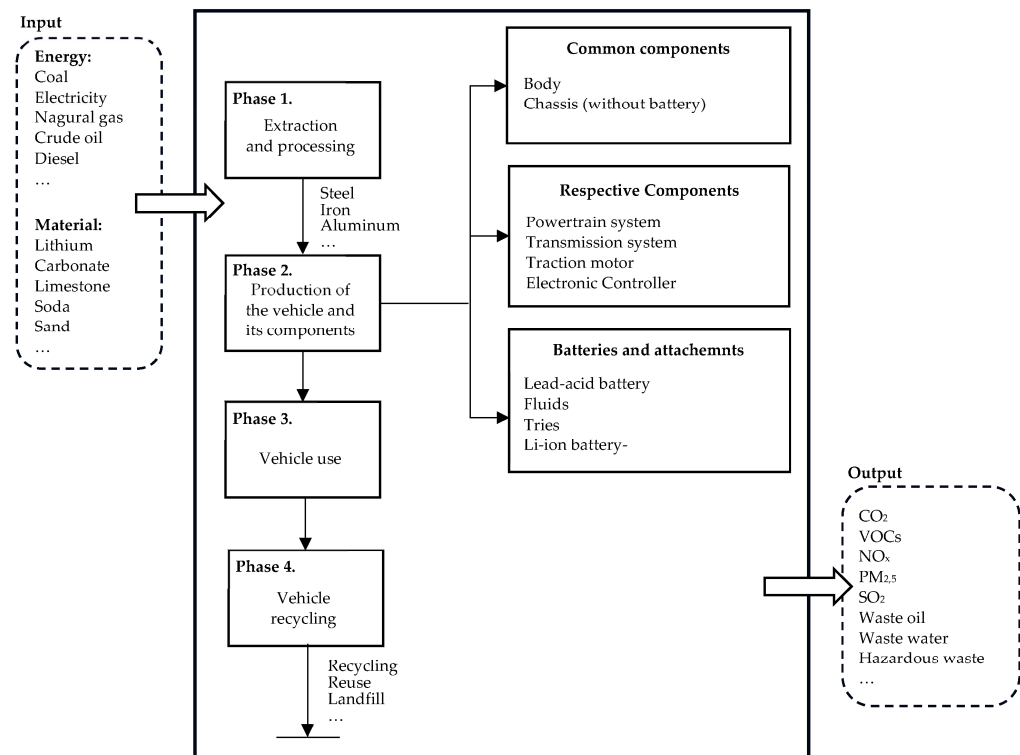 Input
Energy:
Coal
Electricity
Nagural gas
Crude oil
Diesel
…
Material:
Lithium
Carbonate
Limestone
Soda
Sand
…
Phase 1.
Extraction
and processing
Steel
Iron
Aluminum
…
Phase 2.
Production of
the vehicle and
its components
Phase 3.
Vehicle use
Phase 4.
Vehicle
recycling
Recycling
Reuse
Landfill
…
Common components
Body
Chassis (without battery)
Respective Components
Powertrain system
Transmission system
Traction motor
Electronic Controller
Batteries and attachemnts
Lead-acid battery
Fluids
Tries
Li-ion battery-
Output
CO₂
VOCs
NOₓ
PM₂,₅
SO₂
Waste oil
Waste water
Hazardous waste
…